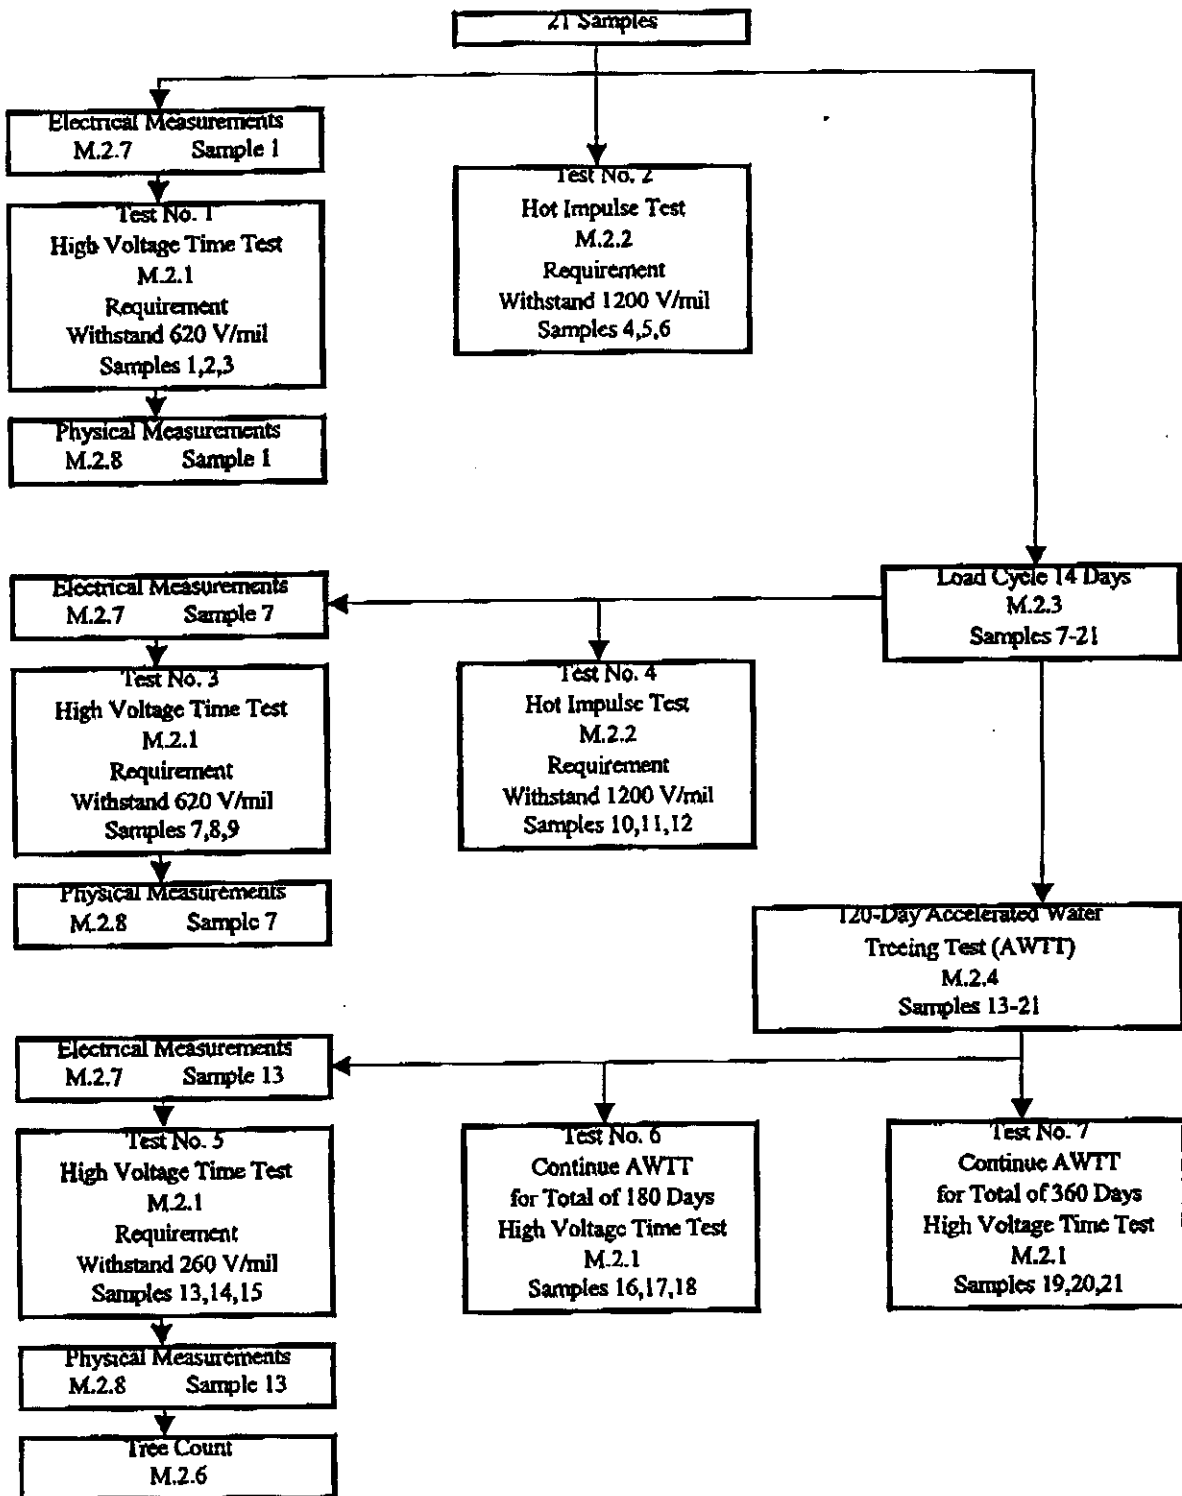 21 Samples
Electrical Measurements
M.2.7 Sample 1
Test No. 1
High Voltage Time Test
M.2.1
Requirement
Withstand 620 V/mil
Samples 1,2,3
Physical Measurements
M.2.8 Sample 1
Test No. 2
Hot Impulse Test
M.2.2
Requirement
Withstand 1200 V/mil
Samples 4,5,6
Load Cycle 14 Days
M.2.3
Samples 7-21
Electrical Measurements
M.2.7 Sample 7
Test No. 3
High Voltage Time Test
M.2.1
Requirement
Withstand 620 V/mil
Samples 7,8,9
Physical Measurements
M.2.8 Sample 7
Test No. 4
Hot Impulse Test
M.2.2
Requirement
Withstand 1200 V/mil
Samples 10,11,12
120-Day Accelerated Water
Treeing Test (AWTT)
M.2.4
Samples 13-21
Electrical Measurements
M.2.7 Sample 13
Test No. 5
High Voltage Time Test
M.2.1
Requirement
Withstand 260 V/mil
Samples 13,14,15
Physical Measurements
M.2.8 Sample 13
Tree Count
M.2.6
Test No. 6
Continue AWTT
for Total of 180 Days
High Voltage Time Test
M.2.1
Samples 16,17,18
Test No. 7
Continue AWTT
for Total of 360 Days
High Voltage Time Test
M.2.1
Samples 19,20,21